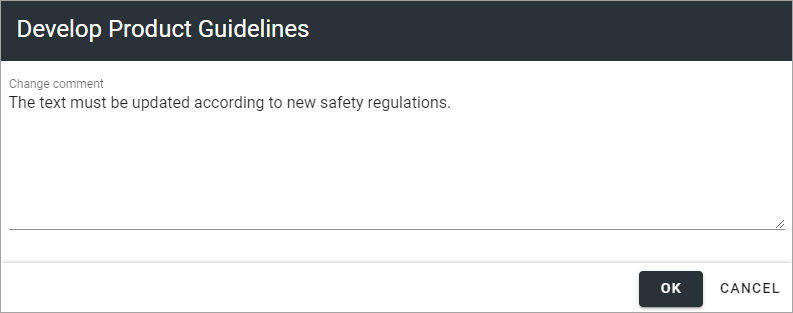 Develop Product Guidelines
Change comment
The text must be updated according to new safety regulations.
OK CANCEL